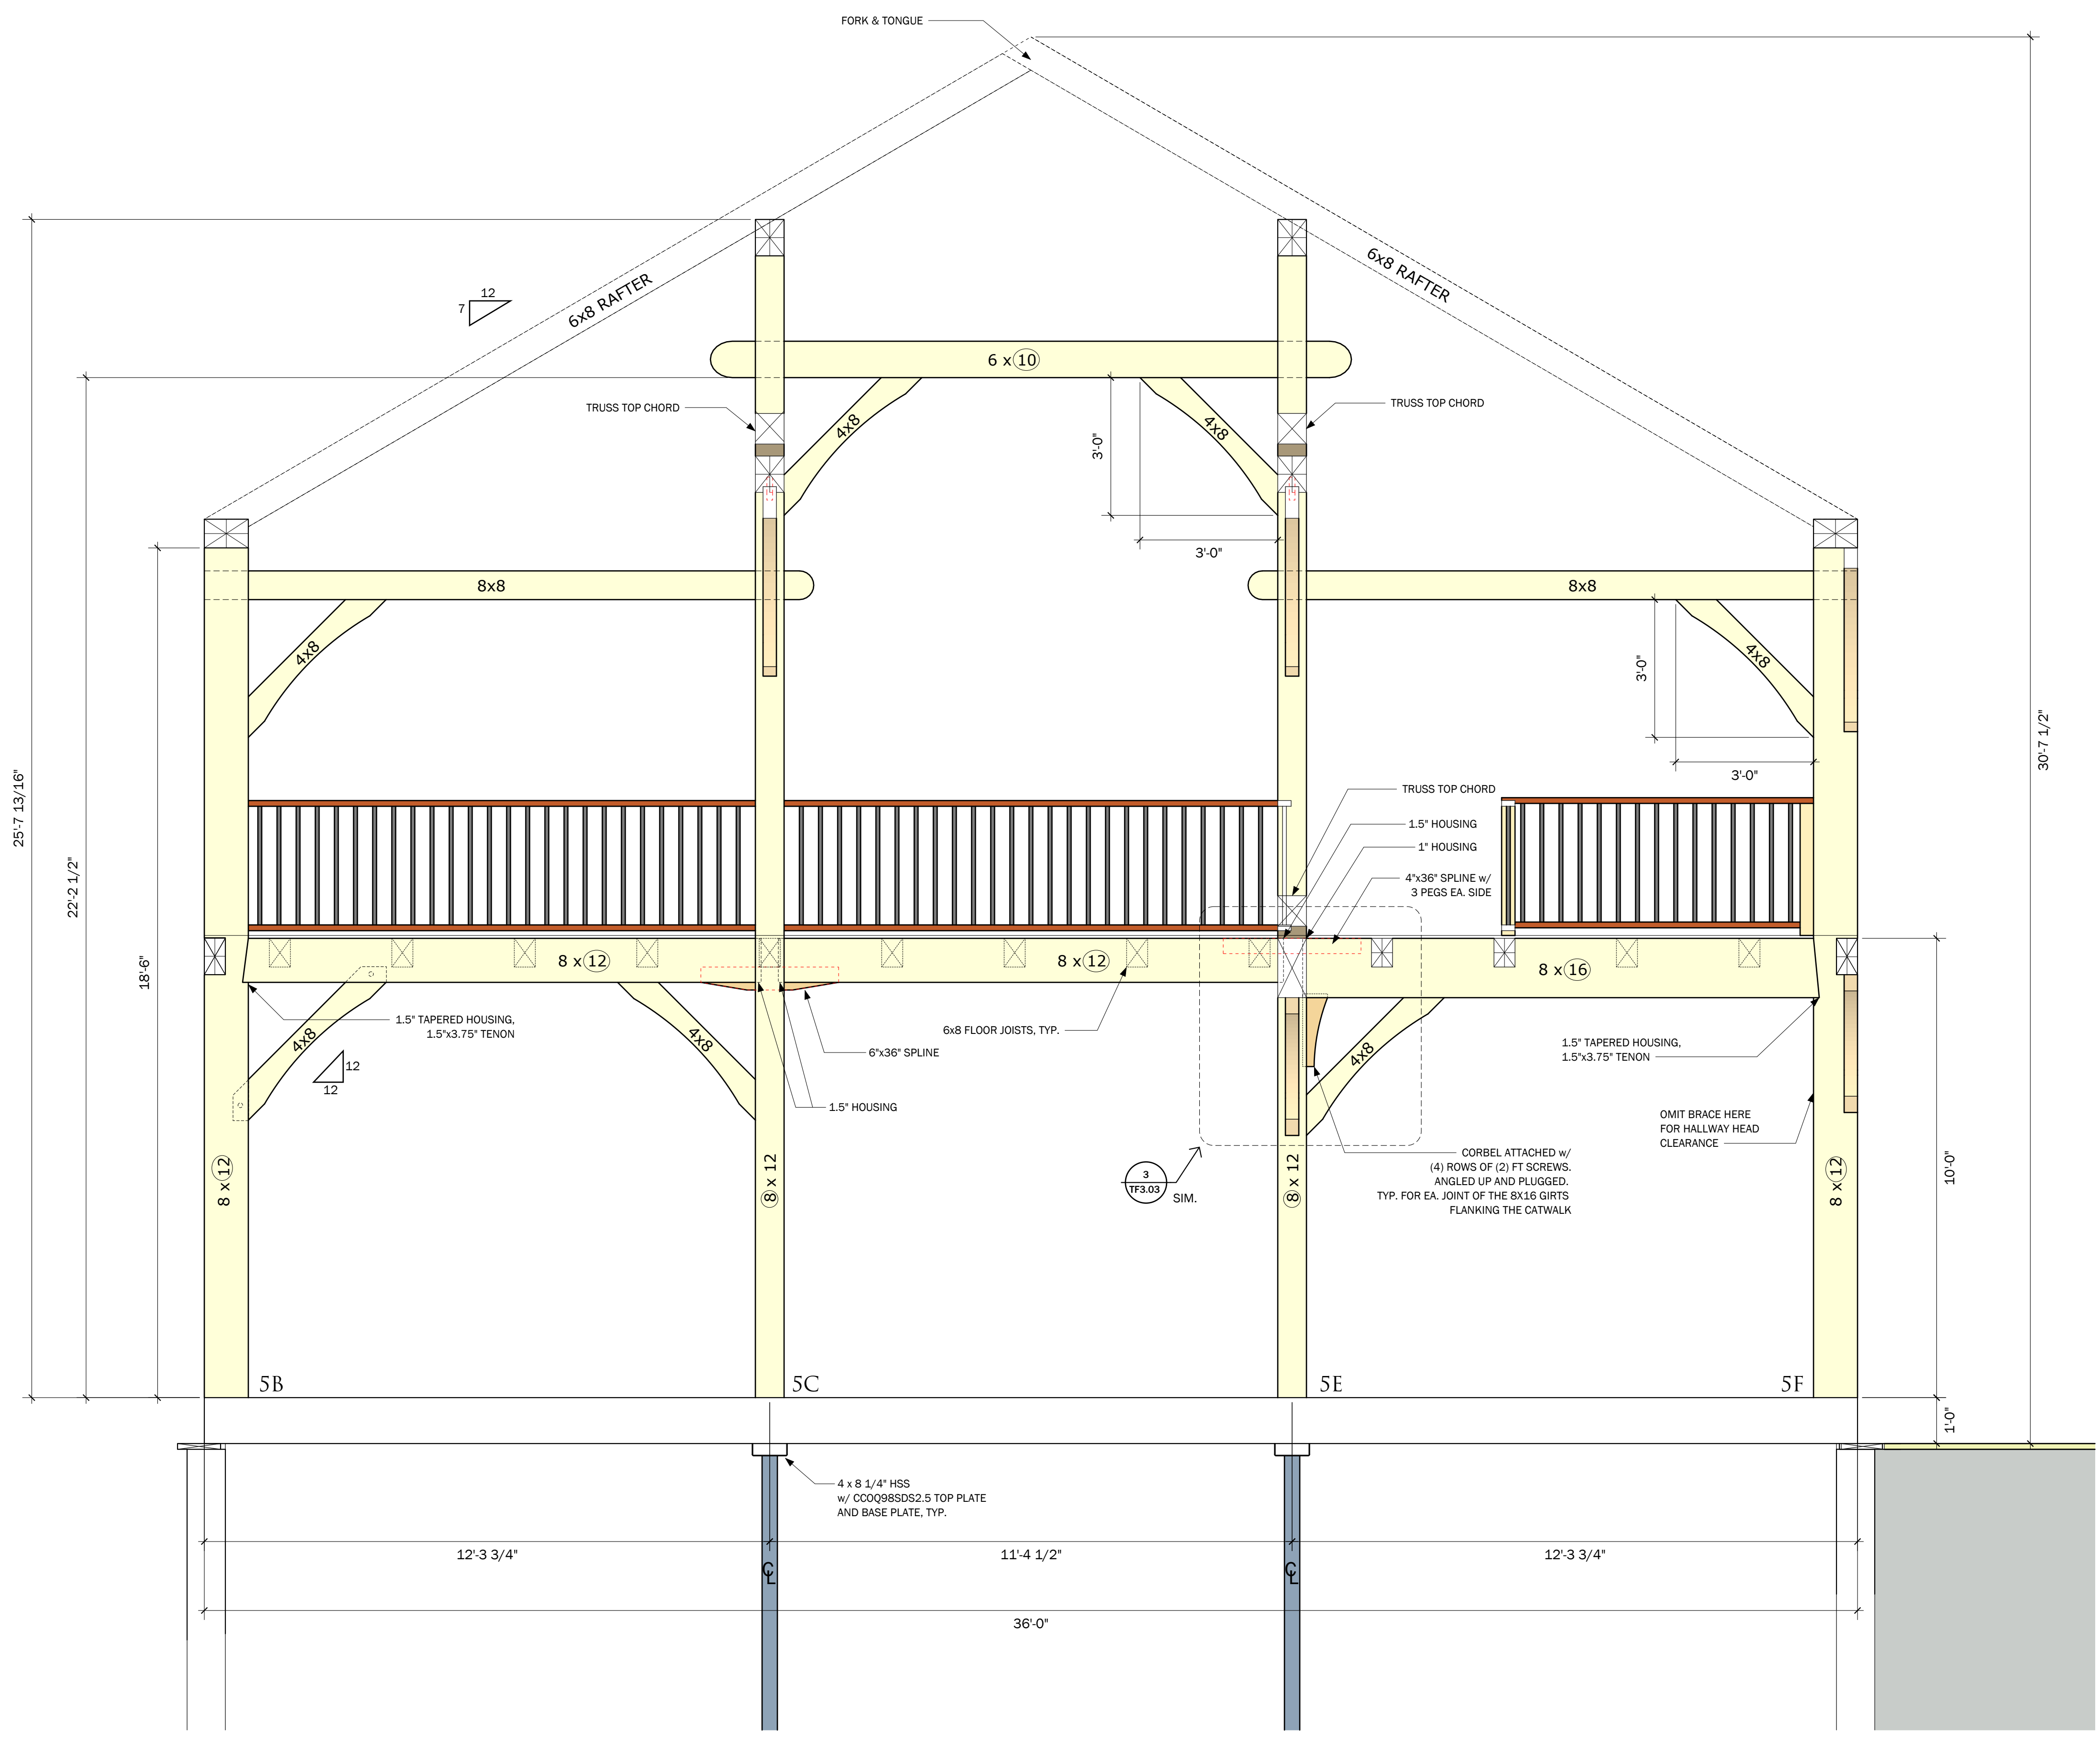 FORK & TONGUE
6x8 RAFTER
6x8 RAFTER
12
7
6 x 10
TRUSS TOP CHORD
TRUSS TOP CHORD
4x8
4x8
3'-0"
3'-0"
8x8
8x8
4x8
4x8
3'-0"
3'-0"
25'-7 13/16"
22'-2 1/2"
18'-6"
30'-7 1/2"
TRUSS TOP CHORD
1.5" HOUSING
1" HOUSING
4"x36" SPLINE w/
3 PEGS EA. SIDE
8 x 12
8 x 12
8 x 16
1.5" TAPERED HOUSING,
1.5"x3.75" TENON
4x8
4x8
4x8
12
12
6x8 FLOOR JOISTS, TYP.
6"x36" SPLINE
1.5" HOUSING
1.5" TAPERED HOUSING,
1.5"x3.75" TENON
OMIT BRACE HERE
FOR HALLWAY HEAD
CLEARANCE
CORBEL ATTACHED w/
(4) ROWS OF (2) FT SCREWS.
ANGLED UP AND PLUGGED.
TYP. FOR EA. JOINT OF THE 8X16 GIRTS
FLANKING THE CATWALK
3
TF3.03
SIM.
8 x 12
8 x 12
8 x 12
8 x 12
10'-0"
1'-0"
5B
5C
5E
5F
4 x 8 1/4" HSS
w/ CCOQ98SDS2.5 TOP PLATE
AND BASE PLATE, TYP.
12'-3 3/4"
11'-4 1/2"
12'-3 3/4"
CL
CL
36'-0"